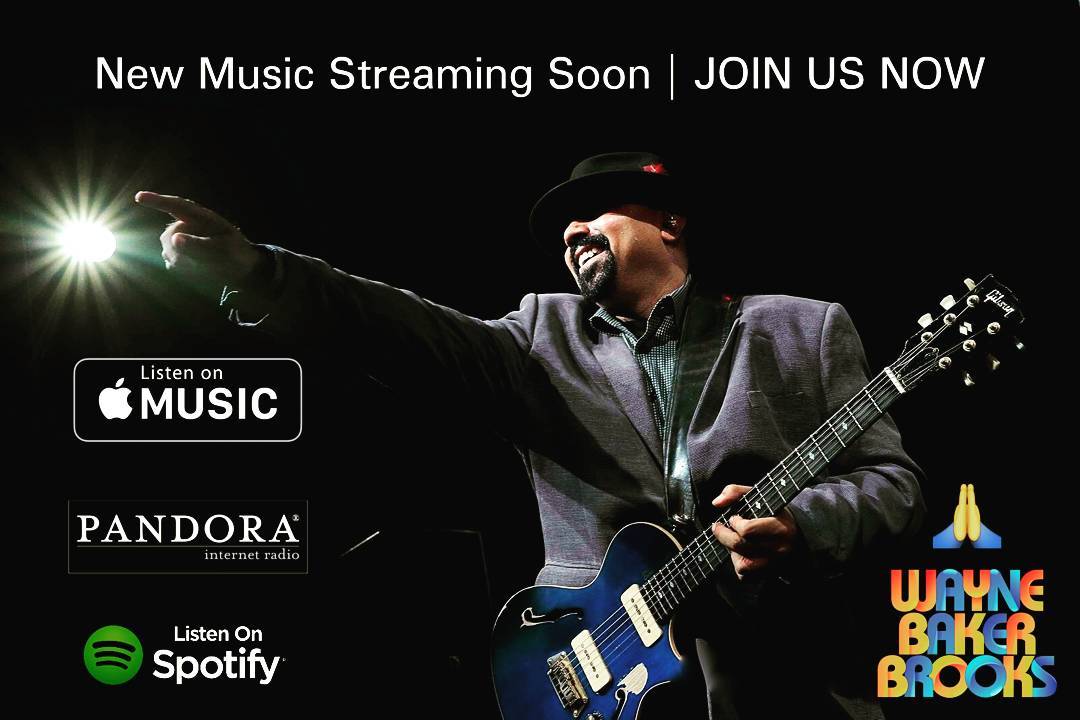 New Music Streaming Soon | JOIN US NOW
Gibson
Listen on
MUSIC
PANDORA®
internet radio
Listen On
Spotify
WAYNE
BAKER
BROOKS